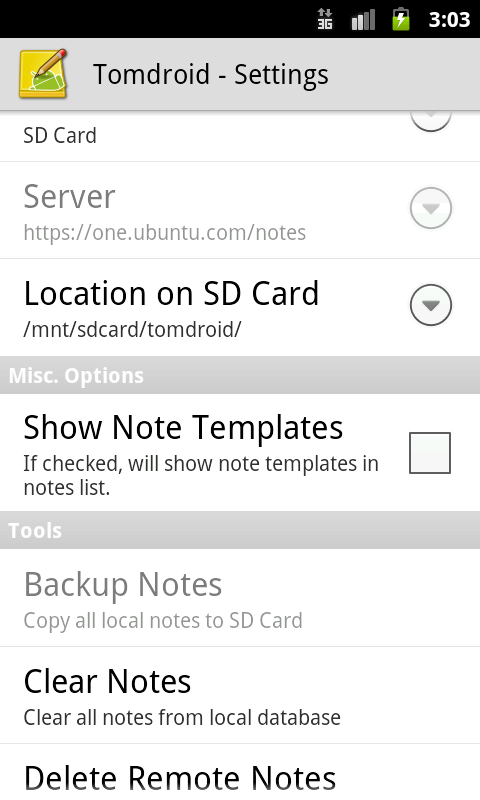 3G 3:03
Tomdroid - Settings
SD Card
Server
https://one.ubuntu.com/notes
Location on SD Card
/mnt/sdcard/tomdroid/
Misc. Options
Show Note Templates
If checked, will show note templates in
notes list.
Tools
Backup Notes
Copy all local notes to SD Card
Clear Notes
Clear all notes from local database
Delete Remote Notes